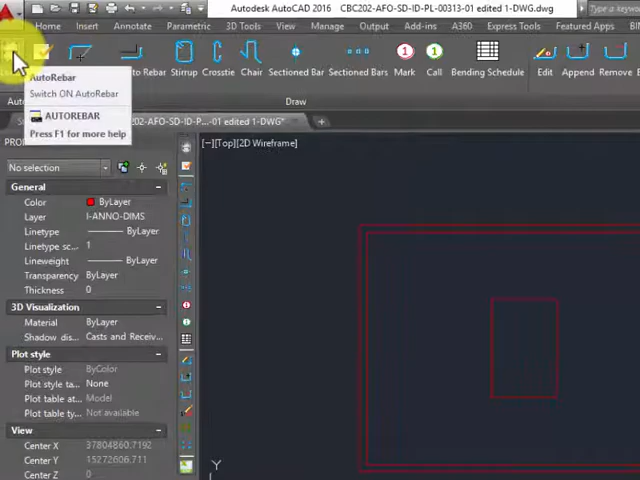 Autodesk AutoCAD 2016    CBC202-AFO-SD-ID-PL-00313-01 edited 1-DWG.dwg
Type a keyword
Home Insert Annotate Parametric View Manage Output Add-ins A360 Express Tools Featured Apps
Rebar Stirrup Crosstie Chair Sectioned Bar Sectioned Bars Mark Call Bending Schedule Edit Append Remove
AutoRebar
Switch ON AutoRebar
Draw
AUTOREBAR
Press F1 for more help
202-AFO-SD-ID-P...-01 edited 1-DWG*
[−][Top][2D Wireframe]
No selection
General
Color ByLayer
Layer I-ANNO-DIMS
Linetype ByLayer
Linetype sc... 1
Lineweight ByLayer
Transparency ByLayer
Thickness 0
3D Visualization
Material ByLayer
Shadow dis... Casts and Receiv...
Plot style
Plot style ByColor
Plot style ta... None
Plot table at... Model
Plot table ty... Not available
View
Center X 37804860.7192
Center Y 15272606.711
Center Z 0
Y